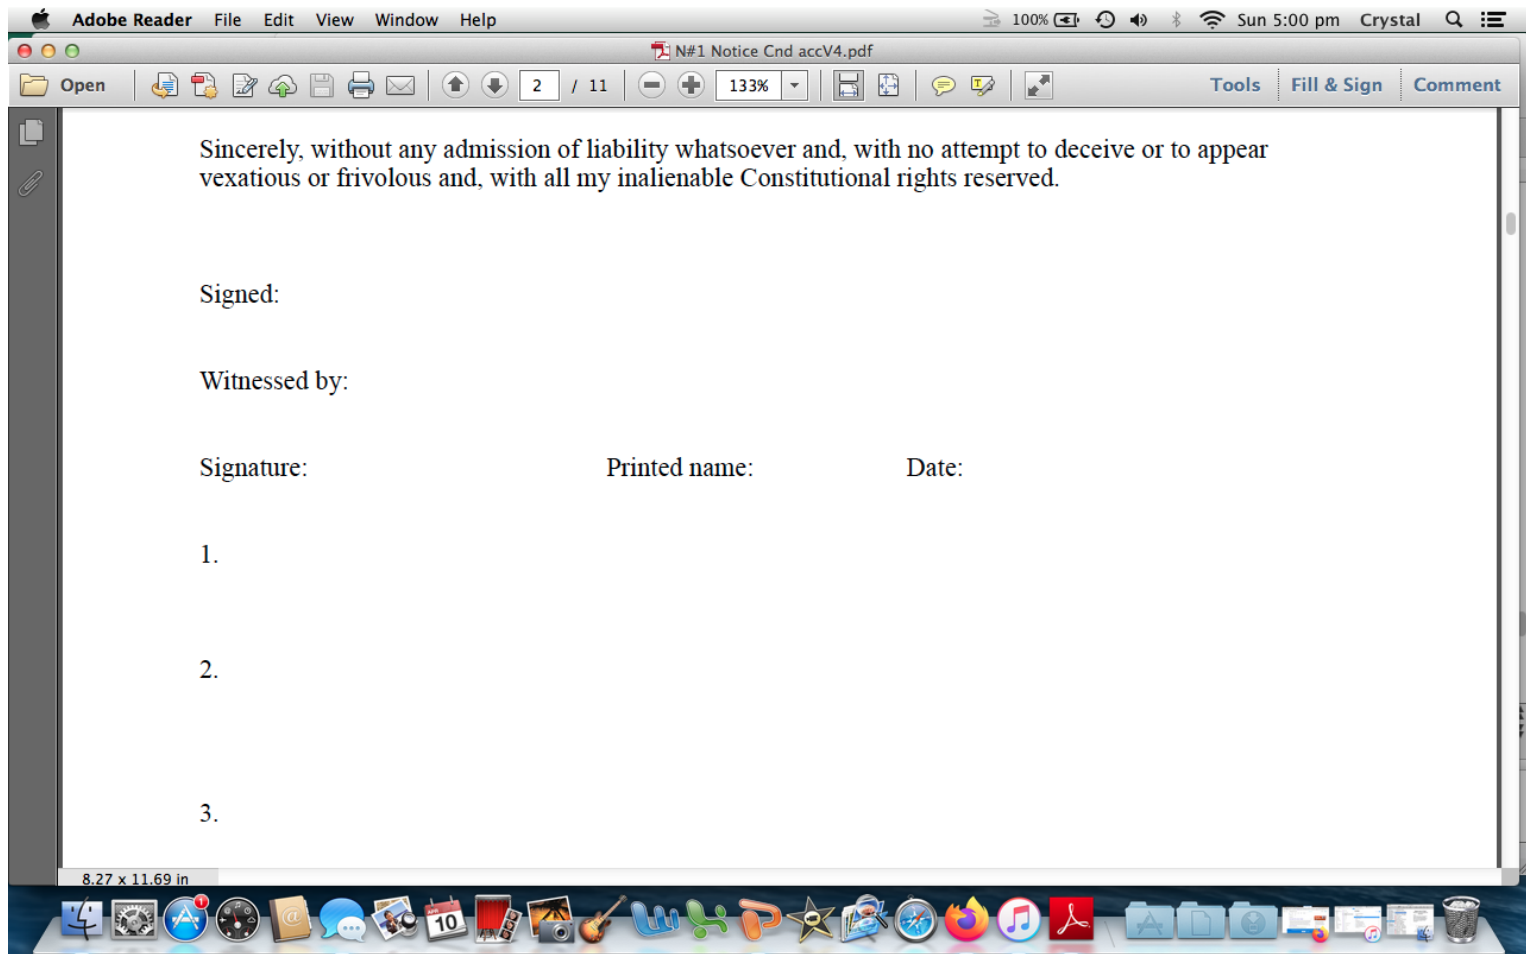 Adobe Reader File Edit View Window Help 100% Sun 5:00 pm Crystal
N#1 Notice Cnd accV4.pdf
Open 2 / 11 133% Tools Fill & Sign Comment
Sincerely, without any admission of liability whatsoever and, with no attempt to deceive or to appear
vexatious or frivolous and, with all my inalienable Constitutional rights reserved.
Signed:
Witnessed by:
Signature: Printed name: Date:
1.
2.
3.
8.27 x 11.69 in
1
APR
10